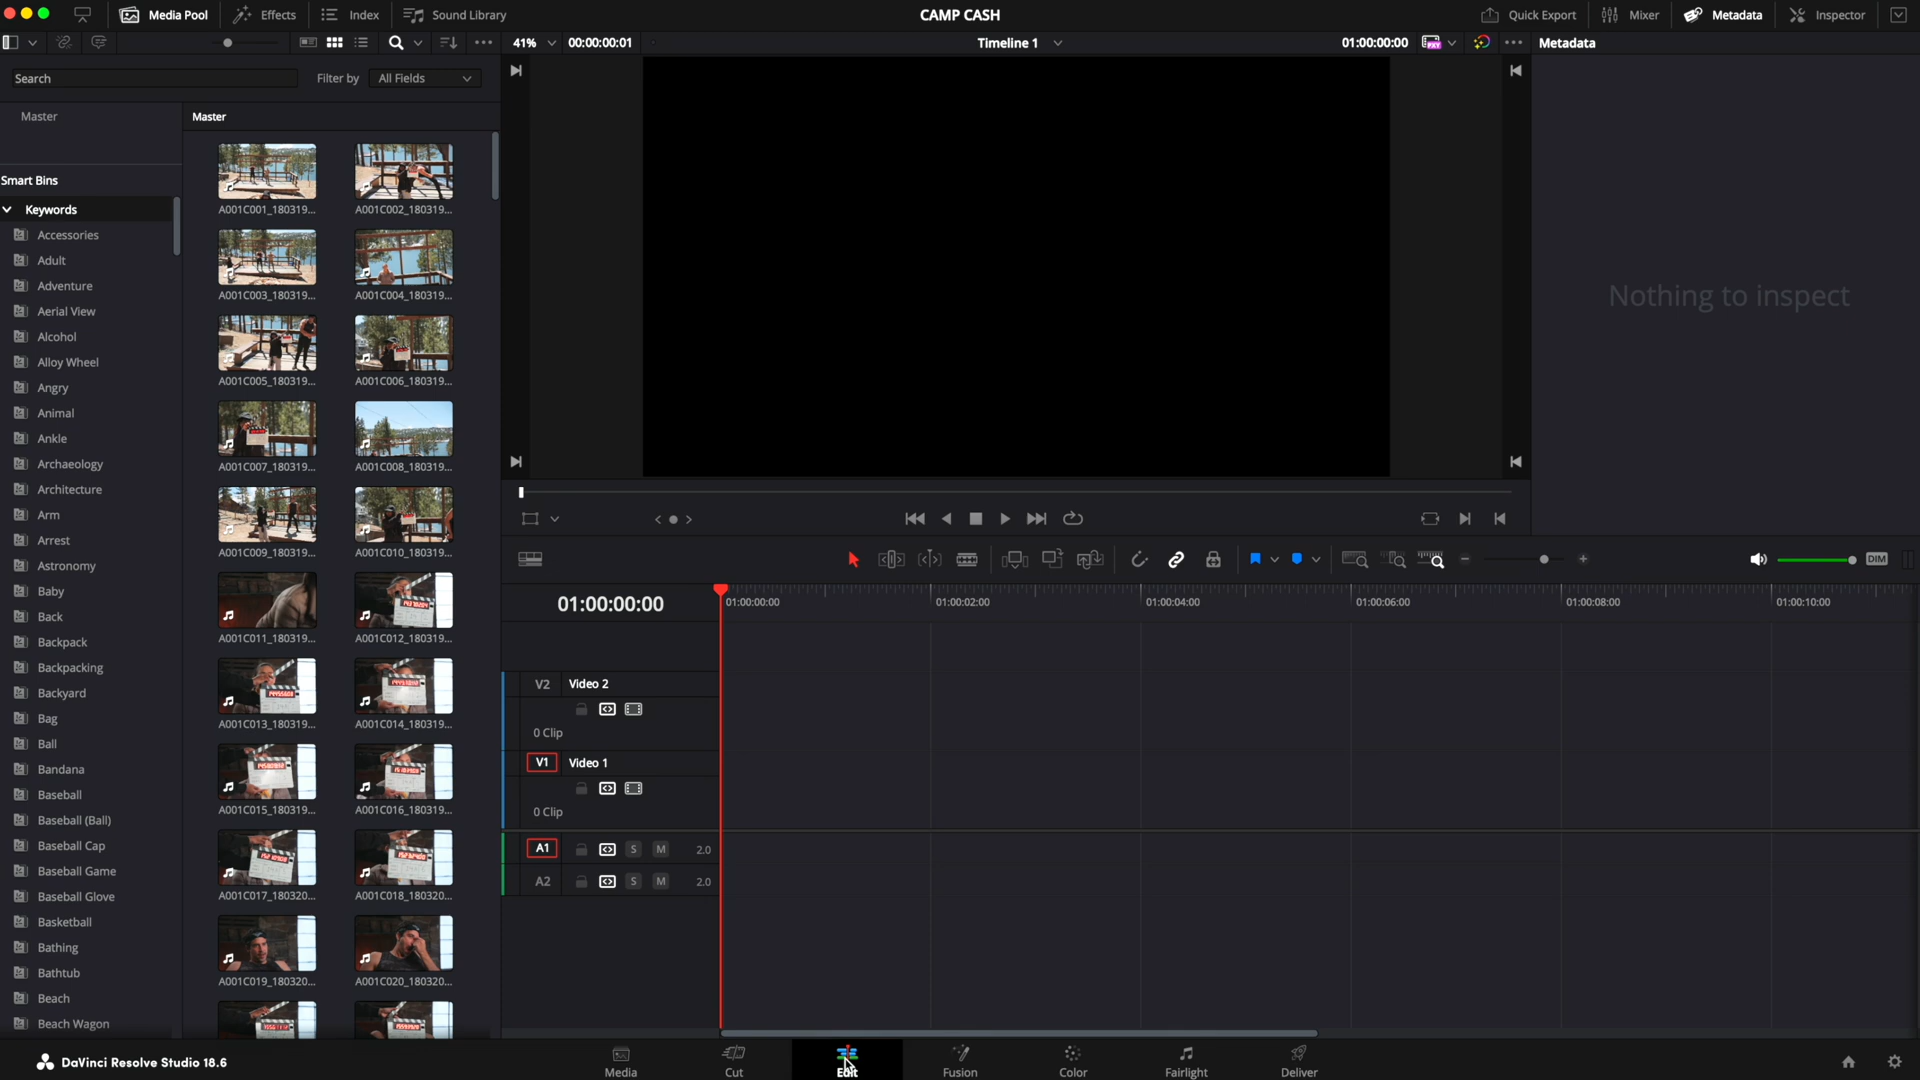 Media Pool
Effects
Index
Sound Library
CAMP CASH
Quick Export
Mixer
Metadata
Inspector
41%
00:00:00:01
Timeline 1
01:00:00:00
PXY
Metadata
Search
Filter by
All Fields
Master
Master
Smart Bins
Keywords
Accessories
Adult
Adventure
Aerial View
Alcohol
Alloy Wheel
Angry
Animal
Ankle
Archaeology
Architecture
Arm
Arrest
Astronomy
Baby
Back
Backpack
Backpacking
Backyard
Bag
Ball
Bandana
Baseball
Baseball (Ball)
Baseball Cap
Baseball Game
Baseball Glove
Basketball
Bathing
Bathtub
Beach
Beach Wagon
A001C001_180319...
A001C002_180319...
A001C003_180319...
A001C004_180319...
A001C005_180319...
A001C006_180319...
A001C007_180319...
A001C008_180319...
A001C009_180319...
A001C010_180319...
A001C011_180319...
A001C012_180319...
A001C013_180319...
A001C014_180319...
A001C015_180319...
A001C016_180319...
A001C017_180320...
A001C018_180320...
A001C019_180320...
A001C020_180320...
Nothing to inspect
DIM
01:00:00:00
01:00:00:00
01:00:02:00
01:00:04:00
01:00:06:00
01:00:08:00
01:00:10:00
V2 Video 2
0 Clip
V1 Video 1
0 Clip
A1 S M 2.0
A2 S M 2.0
DaVinci Resolve Studio 18.6
Media
Cut
Edit
Fusion
Color
Fairlight
Deliver